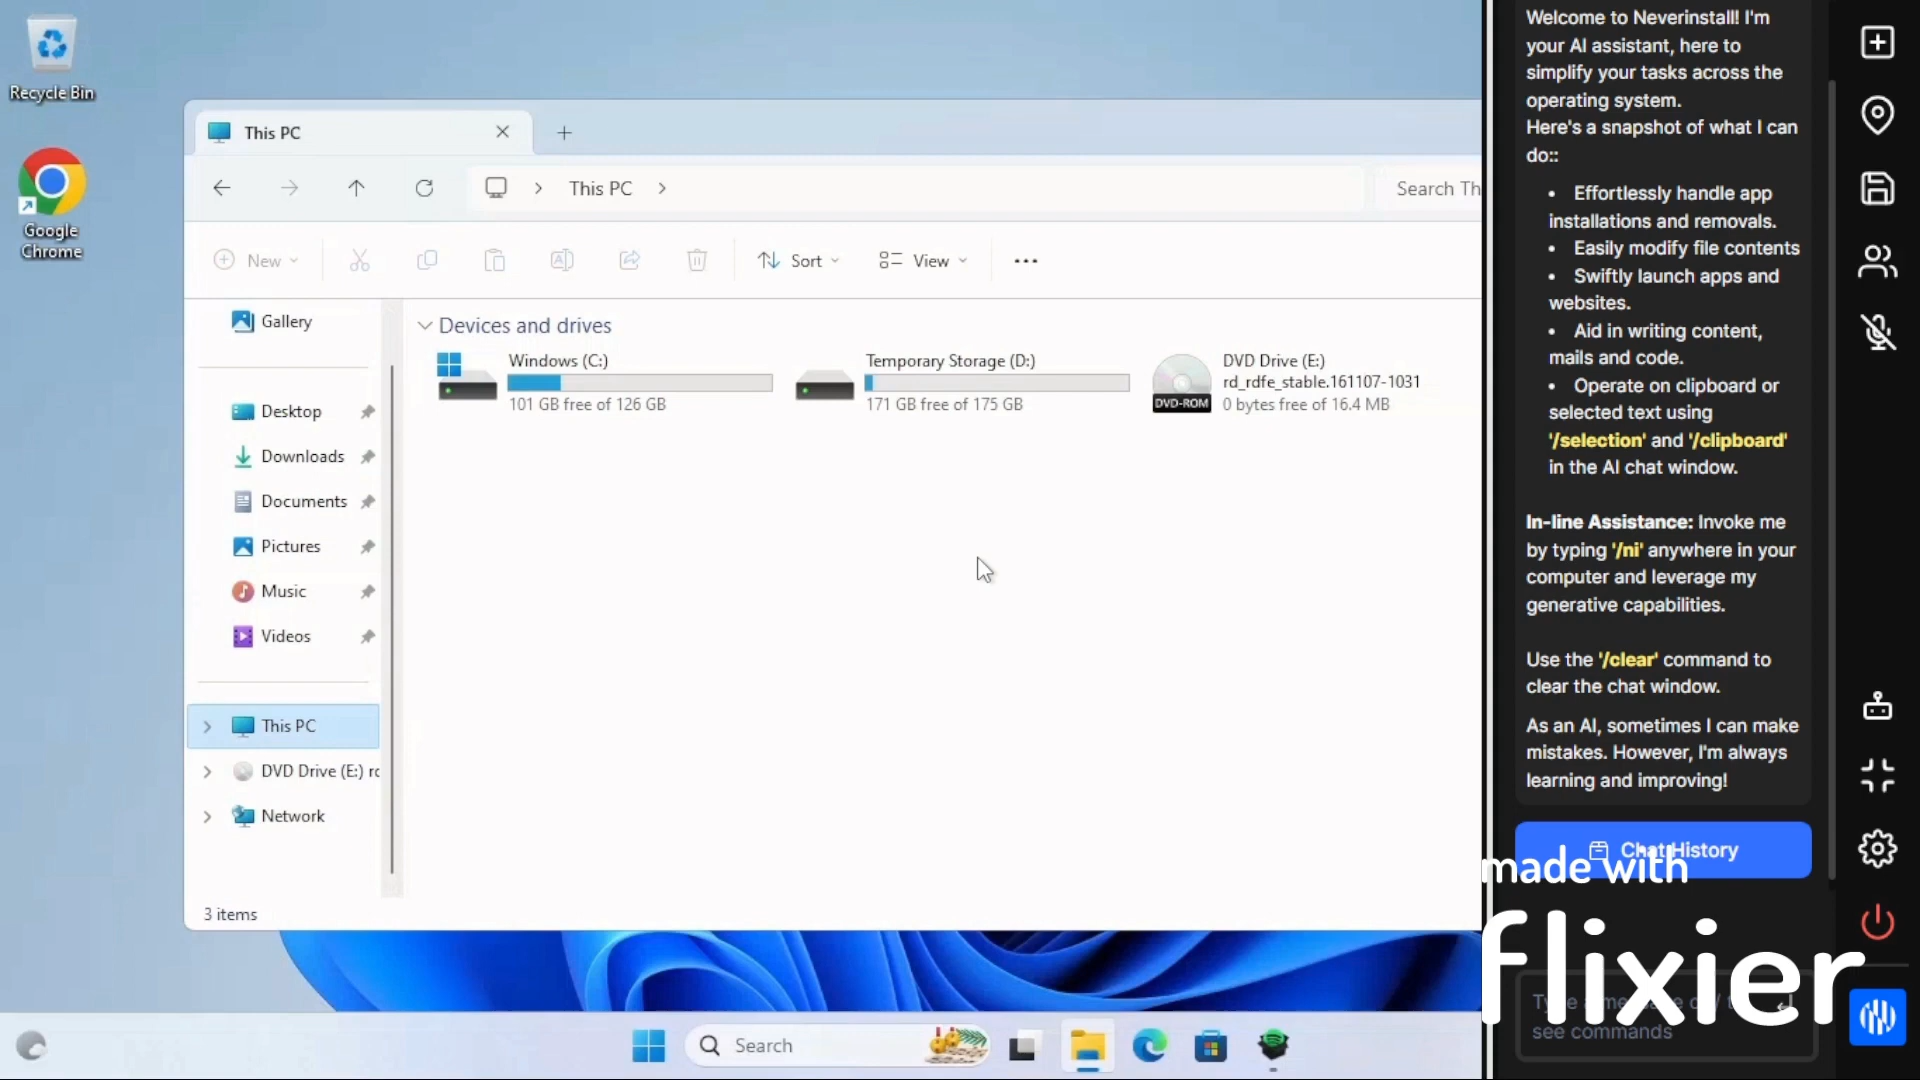 Recycle Bin
Google
Chrome
This PC
This PC
Search Th
New
Sort
View
Gallery
Desktop
Downloads
Documents
Pictures
Music
Videos
This PC
DVD Drive (E:) rd
Network
Devices and drives
Windows (C:)
101 GB free of 126 GB
Temporary Storage (D:)
171 GB free of 175 GB
DVD Drive (E:)
rd_rdfe_stable.161107-1031
0 bytes free of 16.4 MB
DVD-ROM
3 items
Search
Welcome to Neverinstall! I'm
your AI assistant, here to
simplify your tasks across the
operating system.
Here's a snapshot of what I can
do::
• Effortlessly handle app
installations and removals.
• Easily modify file contents
• Swiftly launch apps and
websites.
• Aid in writing content,
mails and code.
• Operate on clipboard or
selected text using
'/selection' and '/clipboard'
in the AI chat window.
In-line Assistance: Invoke me
by typing '/ni' anywhere in your
computer and leverage my
generative capabilities.
Use the '/clear' command to
clear the chat window.
As an AI, sometimes I can make
mistakes. However, I'm always
learning and improving!
Chat History
made with
flixier
see commands